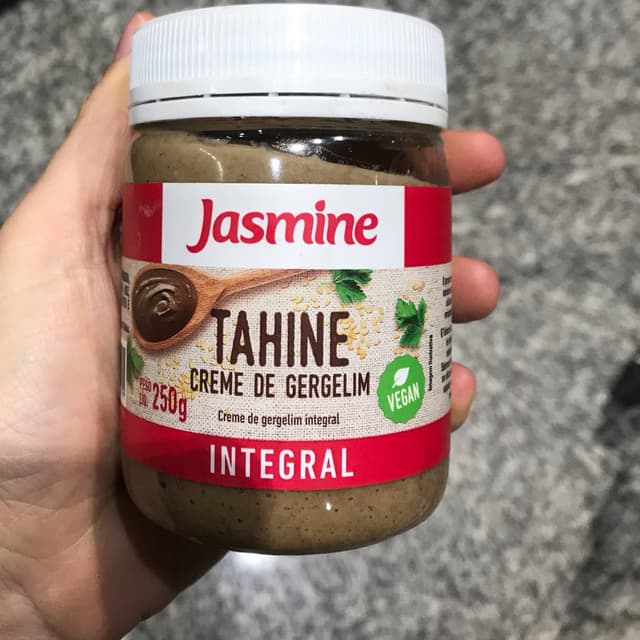 Jasmine
TAHINE
CREME DE GERGELIM
PESO
LÍQ. 250g
VEGAN
Creme de gergelim integral
INTEGRAL